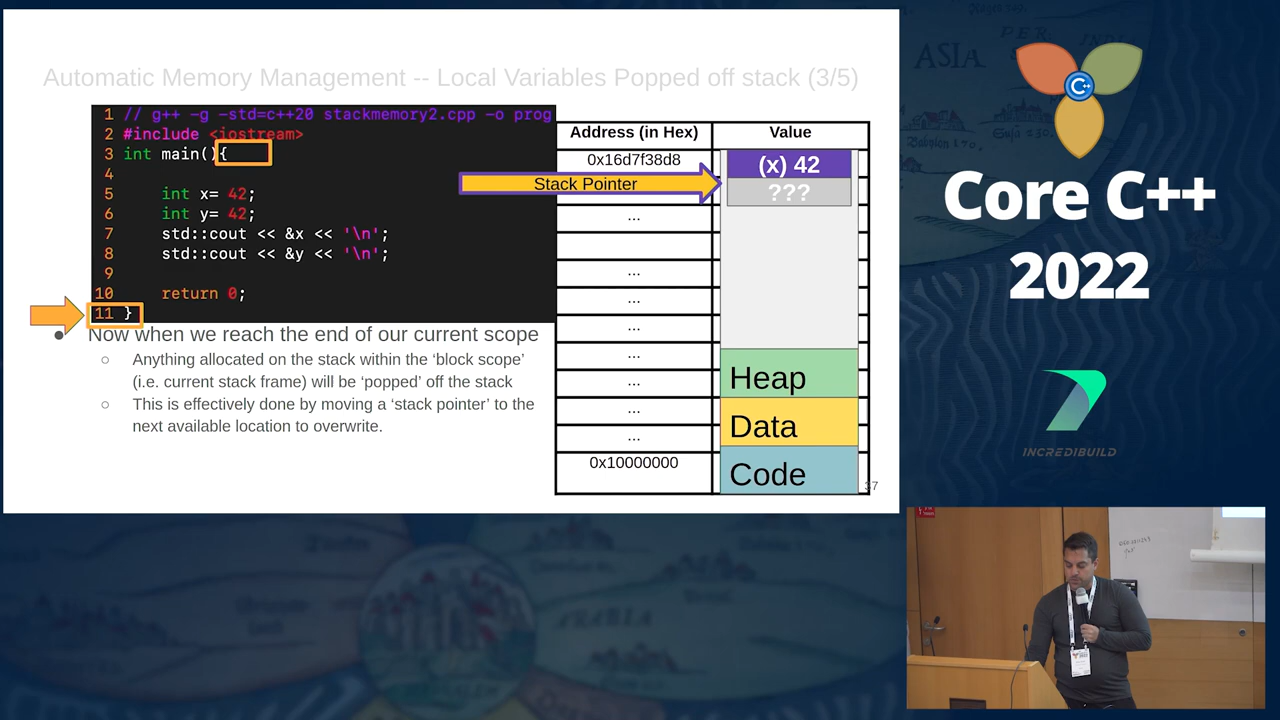 Automatic Memory Management -- Local Variables Popped off stack (3/5)
1 // g++ -g -std=c++20 stackmemory2.cpp -o prog
2 #include <iostream>
3 int main(){
4
5 int x= 42;
6 int y= 42;
7 std::cout << &x << '\n';
8 std::cout << &y << '\n';
9
10 return 0;
11 }
Now when we reach the end of our current scope
○ Anything allocated on the stack within the ‘block scope’
(i.e. current stack frame) will be ‘popped’ off the stack
○ This is effectively done by moving a ‘stack pointer’ to the
next available location to overwrite.
Address (in Hex) Value
0x16d7f38d8 (x) 42
Stack Pointer ???
...
...
...
...
...
...
...
...
0x10000000
Heap
Data
Code
37
ASIA
PER
INDIA
C++
Core C++
2022
INCREDIBUILD
ARABIA